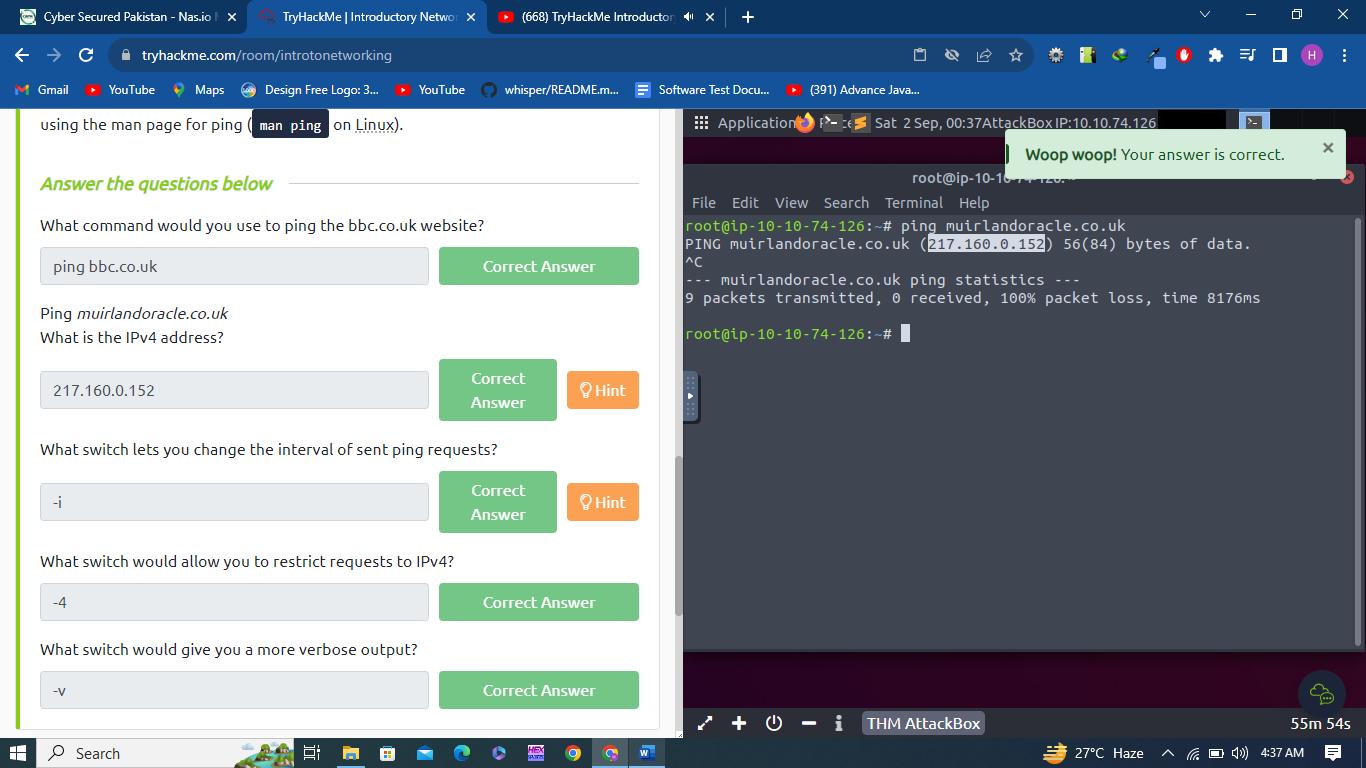 Cyber Secured Pakistan - Nas.io
TryHackMe | Introductory Networ
(668) TryHackMe Introductor
tryhackme.com/room/introtonetworking
H
Gmail
YouTube
Maps
Design Free Logo: 3...
YouTube
whisper/README.m...
Software Test Docu...
(391) Advance Java...
using the man page for ping (man ping on Linux).
Answer the questions below
What command would you use to ping the bbc.co.uk website?
ping bbc.co.uk
Correct Answer
Ping muirlandoracle.co.uk
What is the IPv4 address?
217.160.0.152
Correct
Answer
Hint
What switch lets you change the interval of sent ping requests?
-i
Correct
Answer
Hint
What switch would allow you to restrict requests to IPv4?
-4
Correct Answer
What switch would give you a more verbose output?
-v
Correct Answer
Sat 2 Sep, 00:37 AttackBox IP:10.10.74.126
Woop woop! Your answer is correct.
File Edit View Search Terminal Help
root@ip-10-10-74-126:~# ping muirlandoracle.co.uk
PING muirlandoracle.co.uk (217.160.0.152) 56(84) bytes of data.
^C
--- muirlandoracle.co.uk ping statistics ---
9 packets transmitted, 0 received, 100% packet loss, time 8176ms
root@ip-10-10-74-126:~#
THM AttackBox
55m 54s
Search
27°C Haze
4:37 AM